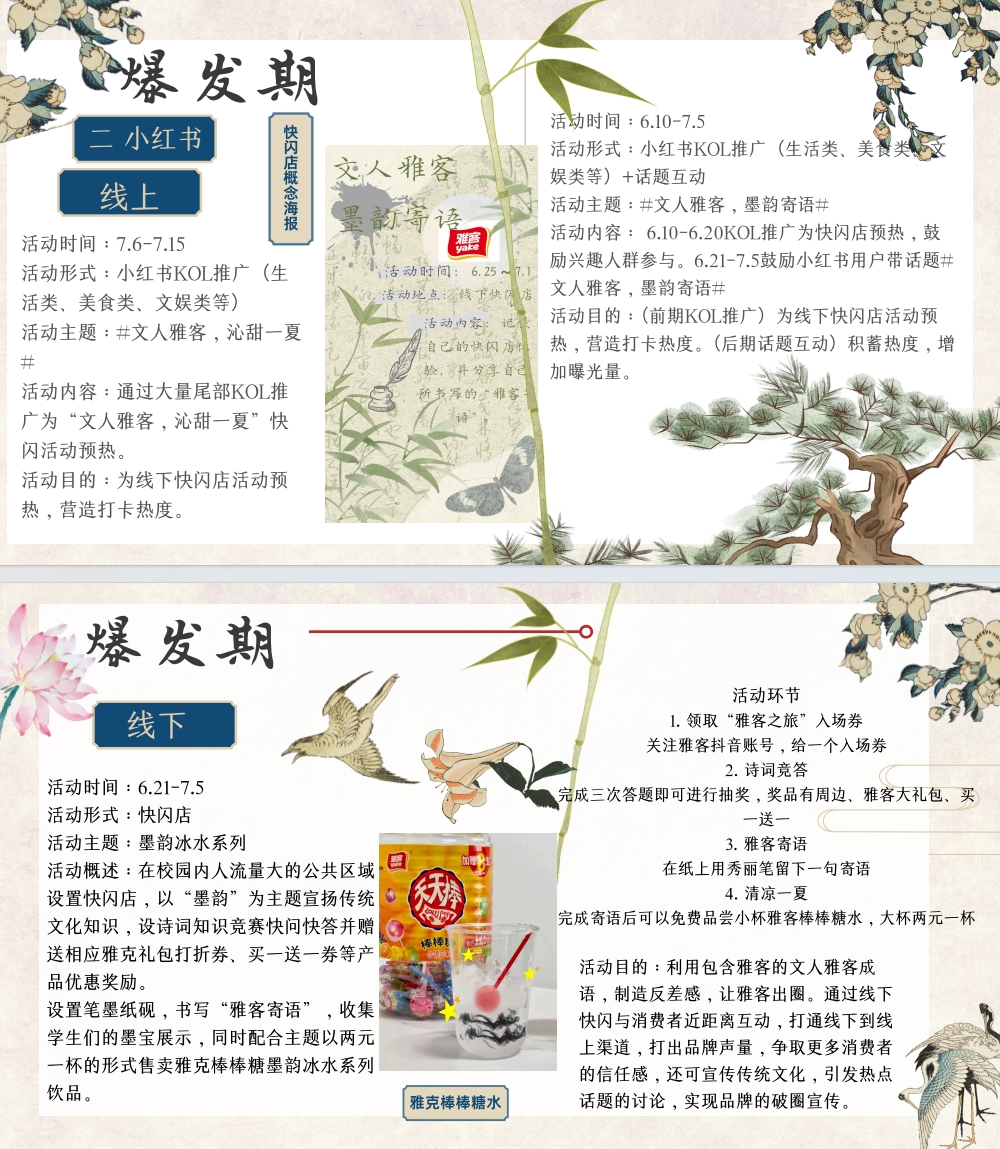 爆发期
二 小红书
线上
快闪店概念海报
活动时间：7.6-7.15
活动形式：小红书KOL推广（生
活类、美食类、文娱类等）
活动主题：#文人雅客，沁甜一夏
#
活动内容：通过大量尾部KOL推
广为“文人雅客，沁甜一夏”快
闪活动预热。
活动目的：为线下快闪店活动预
热，营造打卡热度。
文人雅客
墨韵寄语
雅客
yake
活动时间： 6.25~7.1
活动地点：线下快闪店
活动内容：记
自己的快闪店体
验，并分享自己
所书写的“雅客
语”
活动时间：6.10-7.5
活动形式：小红书KOL推广（生活类、美食类、文
娱类等）+话题互动
活动主题：#文人雅客，墨韵寄语#
活动内容： 6.10-6.20KOL推广为快闪店预热，鼓
励兴趣人群参与。6.21-7.5鼓励小红书用户带话题#
文人雅客，墨韵寄语#
活动目的：（前期KOL推广）为线下快闪店活动预
热，营造打卡热度。（后期话题互动）积蓄热度，增
加曝光量。
爆发期
线下
活动时间：6.21-7.5
活动形式：快闪店
活动主题：墨韵冰水系列
活动概述：在校园内人流量大的公共区域
设置快闪店，以“墨韵”为主题宣扬传统
文化知识，设诗词知识竞赛快问快答并赠
送相应雅克礼包打折券、买一送一券等产
品优惠奖励。
设置笔墨纸砚，书写“雅客寄语”，收集
学生们的墨宝展示，同时配合主题以两元
一杯的形式售卖雅克棒棒糖墨韵冰水系列
饮品。
雅客
天天棒
棒棒糖
雅克棒棒糖水
活动环节
1. 领取“雅客之旅”入场券
关注雅客抖音账号，给一个入场券
2. 诗词竞答
完成三次答题即可进行抽奖，奖品有周边、雅客大礼包、买
一送一
3. 雅客寄语
在纸上用秀丽笔留下一句寄语
4. 清凉一夏
完成寄语后可以免费品尝小杯雅客棒棒糖水，大杯两元一杯
活动目的：利用包含雅客的文人雅客成
语，制造反差感，让雅客出圈。通过线下
快闪与消费者近距离互动，打通线下到线
上渠道，打出品牌声量，争取更多消费者
的信任感，还可宣传传统文化，引发热点
话题的讨论，实现品牌的破圈宣传。